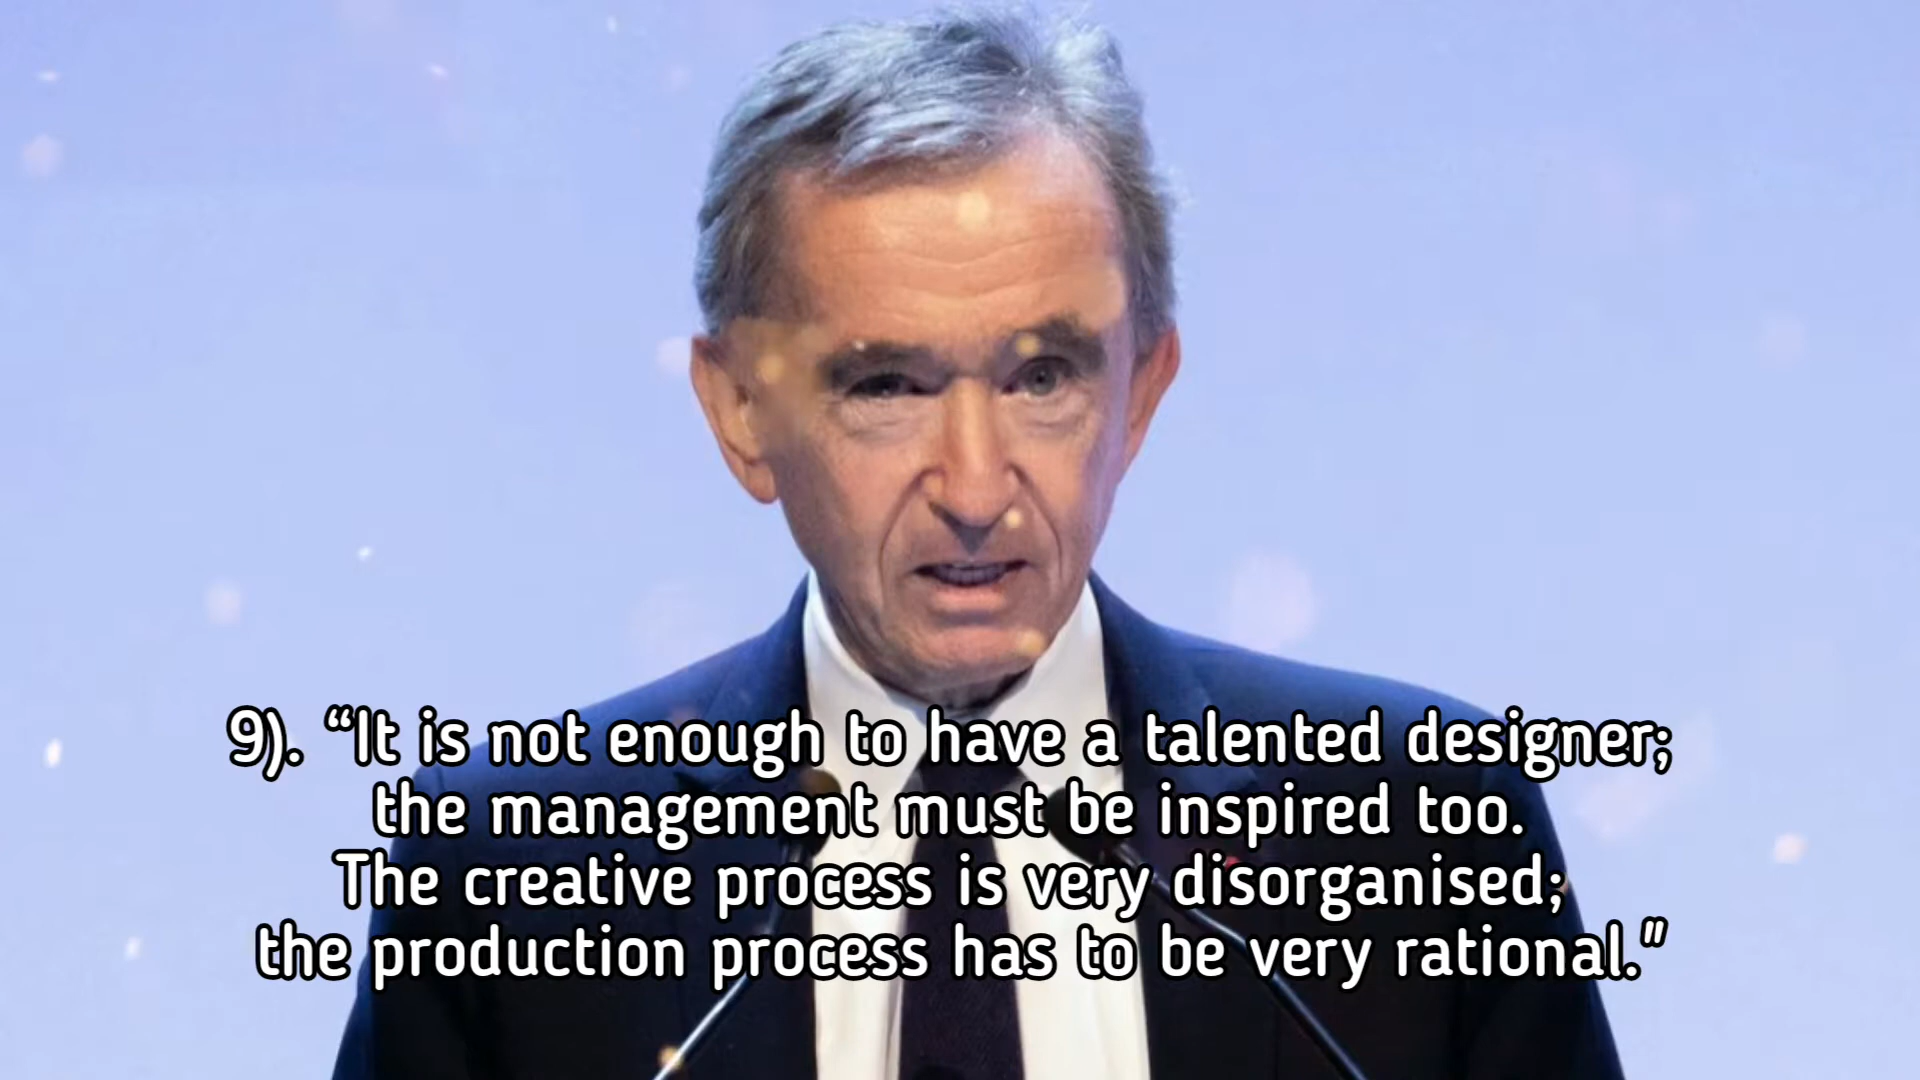 9). “It is not enough to have a talented designer;
the management must be inspired too.
The creative process is very disorganised;
the production process has to be very rational.”